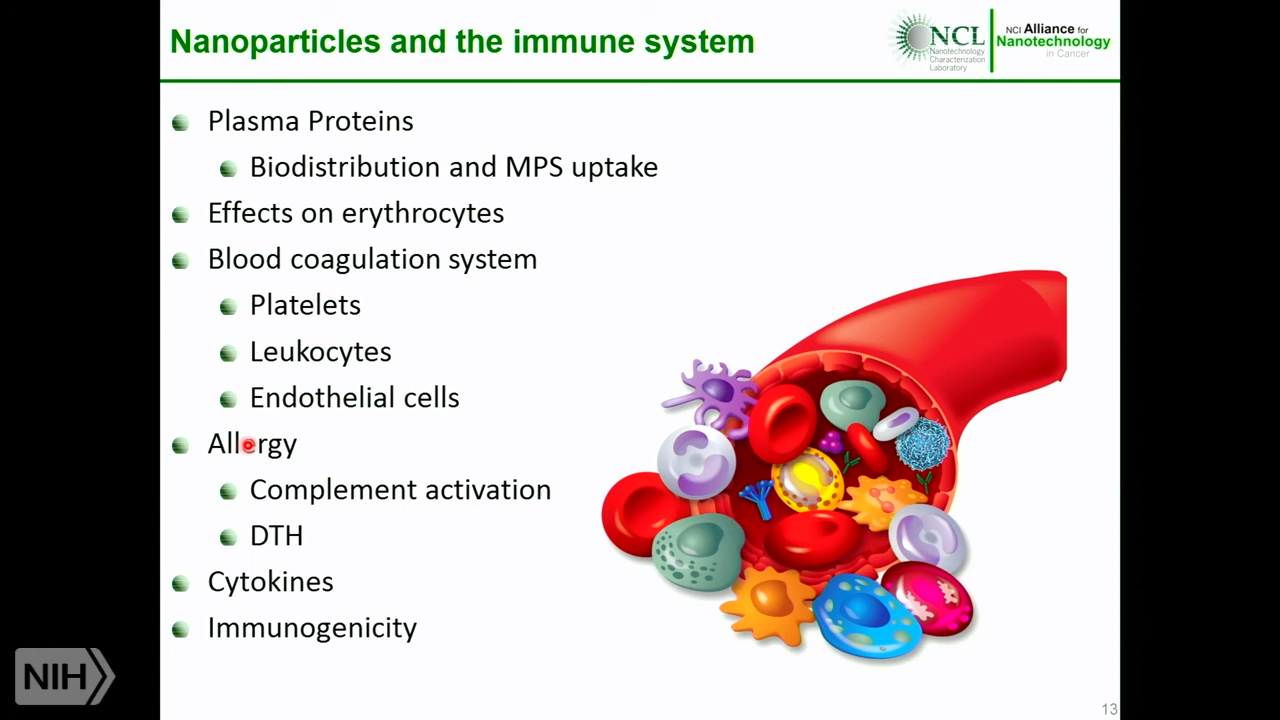 Nanoparticles and the immune system
NCL
Nanotechnology
Characterization
Laboratory
NCI Alliance for
Nanotechnology
in Cancer
Plasma Proteins
Biodistribution and MPS uptake
Effects on erythrocytes
Blood coagulation system
Platelets
Leukocytes
Endothelial cells
Allergy
Complement activation
DTH
Cytokines
Immunogenicity
NIH
13